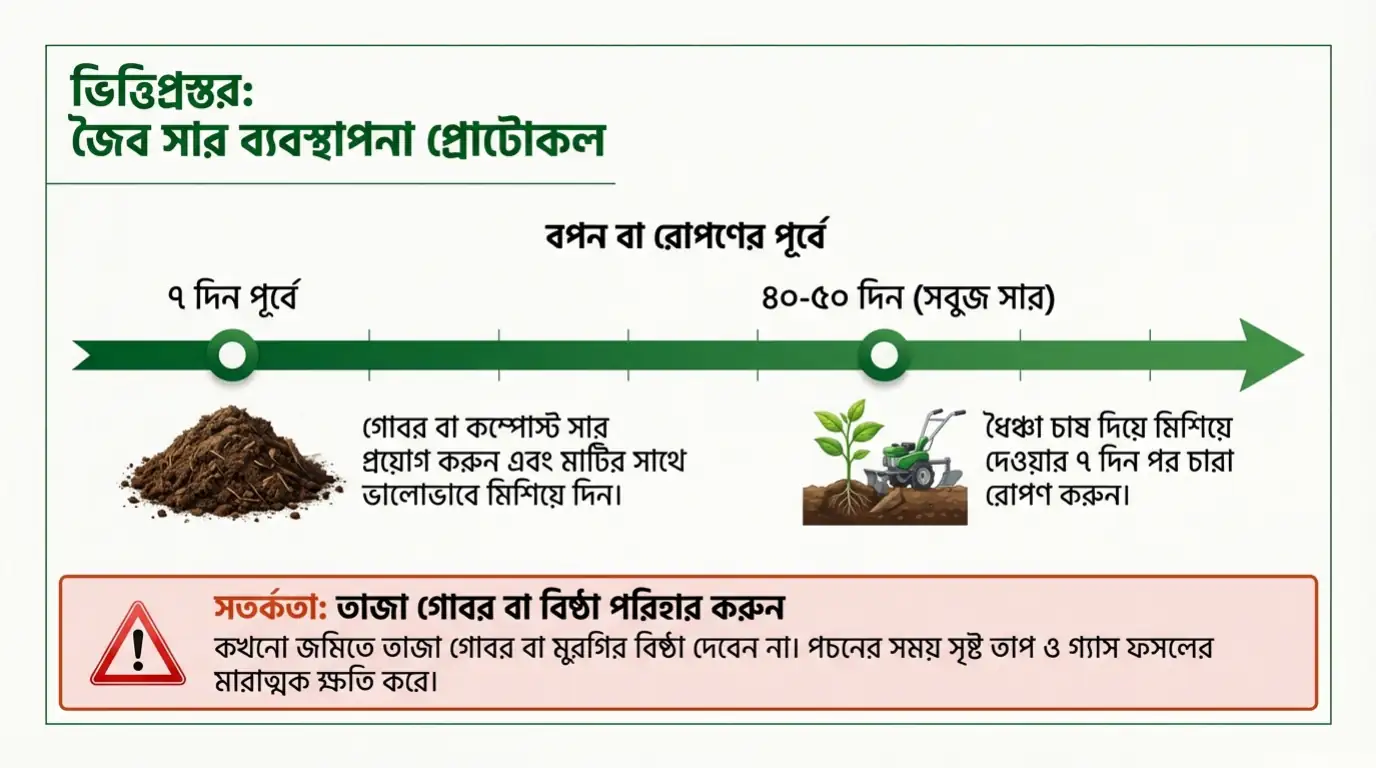 ভিত্তিপ্রস্তর:
জৈব সার ব্যবস্থাপনা প্রোটোকল
বপন বা রোপণের পূর্বে
৭ দিন পূর্বে
৪০-৫০ দিন (সবুজ সার)
গোবর বা কম্পোস্ট সার
প্রয়োগ করুন এবং মাটির সাথে
ভালোভাবে মিশিয়ে দিন।
ধৈঞ্চা চাষ দিয়ে মিশিয়ে
দেওয়ার ৭ দিন পর চারা
রোপণ করুন।
সতর্কতা: তাজা গোবর বা বিষ্ঠা পরিহার করুন
কখনো জমিতে তাজা গোবর বা মুরগির বিষ্ঠা দেবেন না। পচনের সময় সৃষ্ট তাপ ও গ্যাস ফসলের
মারাত্মক ক্ষতি করে।